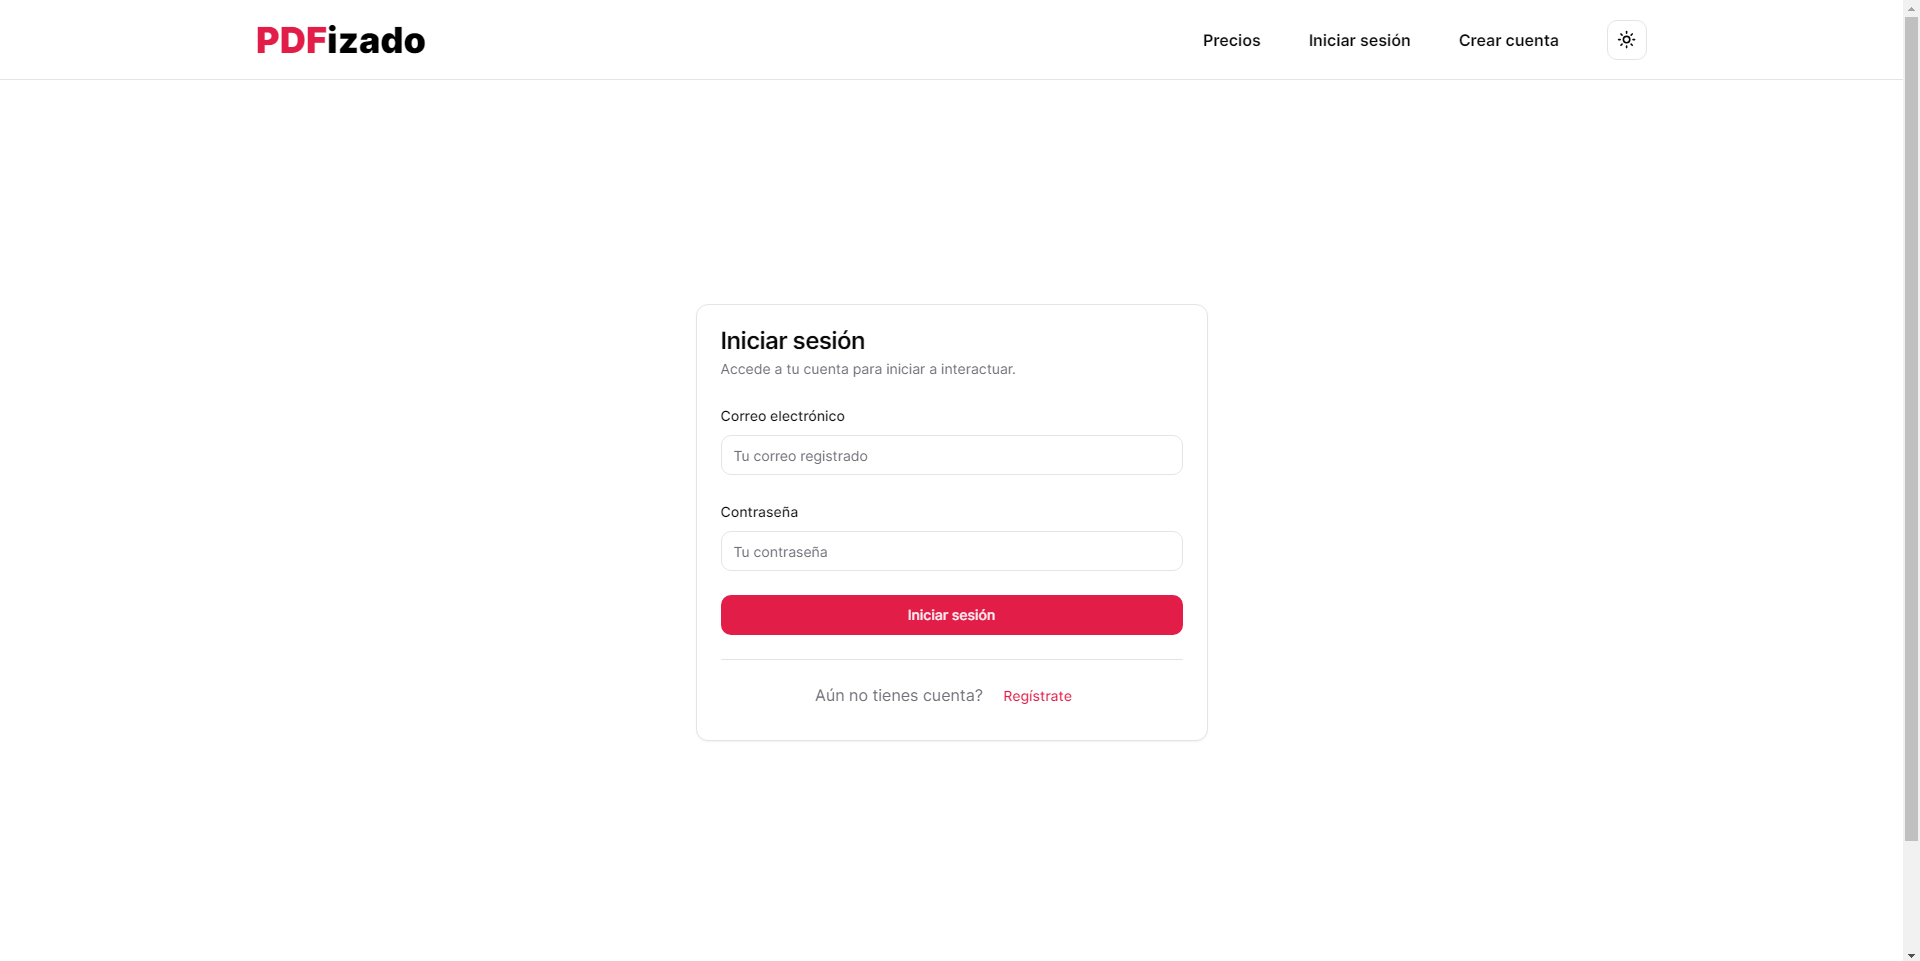 PDFizado
Precios
Iniciar sesión
Crear cuenta
Iniciar sesión
Accede a tu cuenta para iniciar a interactuar.
Correo electrónico
Tu correo registrado
Contraseña
Tu contraseña
Iniciar sesión
Aún no tienes cuenta? Regístrate